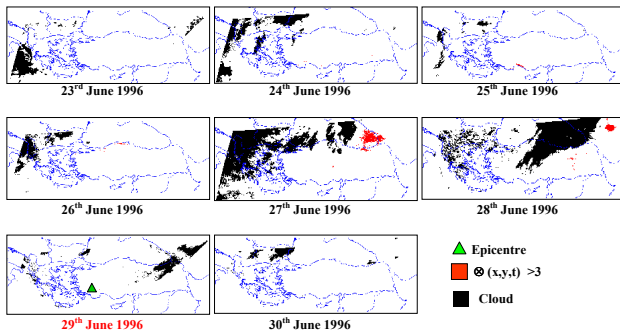 23rd June 1996
24th June 1996
25th June 1996
26th June 1996
27th June 1996
28th June 1996
29th June 1996
30th June 1996
Epicentre
⊗ (x,y,t) >3
Cloud